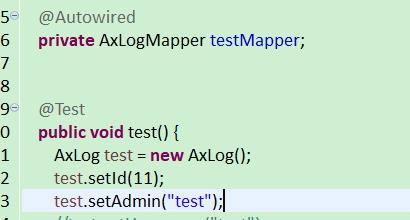 5 @Autowired
6 private AxLogMapper testMapper;
7
8
9 @Test
0 public void test() {
1 AxLog test = new AxLog();
2 test.setId(11);
3 test.setAdmin("test");